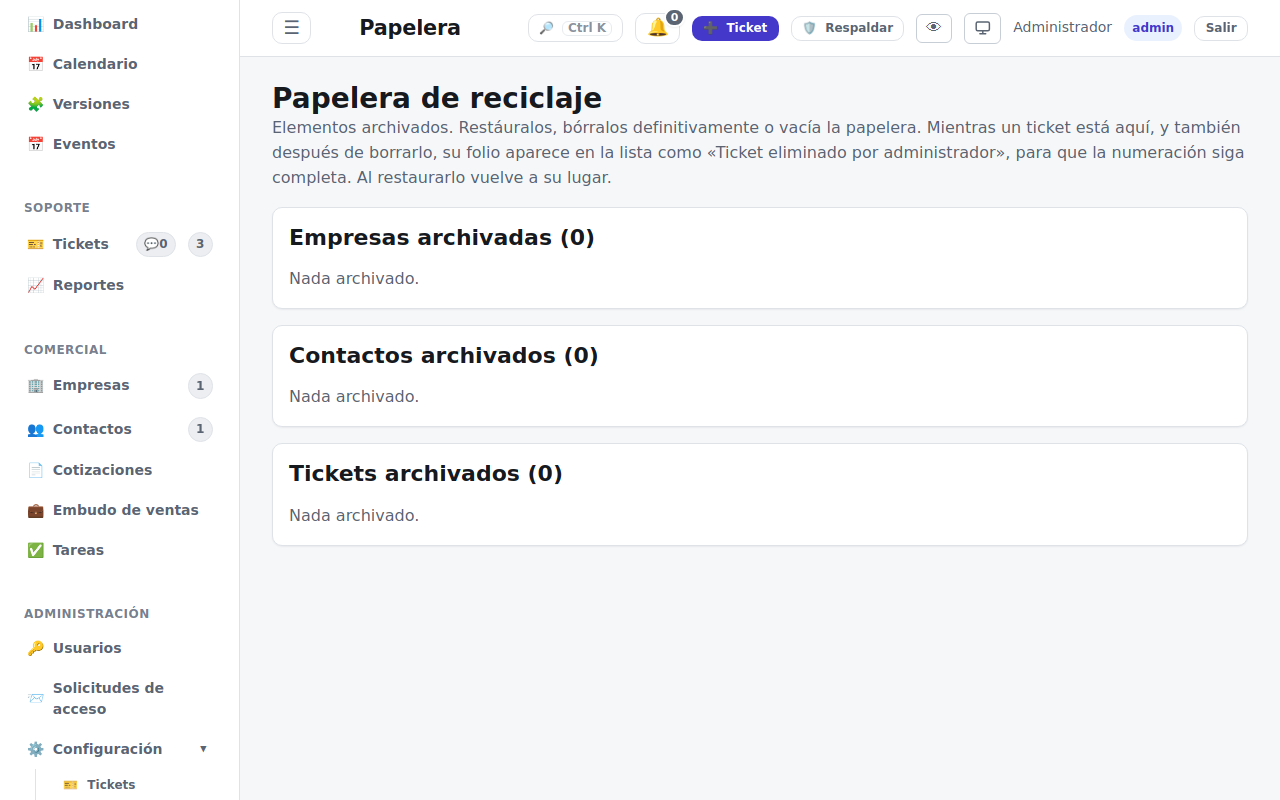 Dashboard
Calendario
Versiones
Eventos
SOPORTE
Tickets 0 3
Reportes
COMERCIAL
Empresas 1
Contactos 1
Cotizaciones
Embudo de ventas
Tareas
ADMINISTRACIÓN
Usuarios
Solicitudes de
acceso
Configuración
Tickets
Papelera
Ctrl K
0
Ticket
Respaldar
Administrador
admin
Salir
Papelera de reciclaje
Elementos archivados. Restáuralos, bórralos definitivamente o vacía la papelera. Mientras un ticket está aquí, y también
después de borrarlo, su folio aparece en la lista como «Ticket eliminado por administrador», para que la numeración siga
completa. Al restaurarlo vuelve a su lugar.
Empresas archivadas (0)
Nada archivado.
Contactos archivados (0)
Nada archivado.
Tickets archivados (0)
Nada archivado.